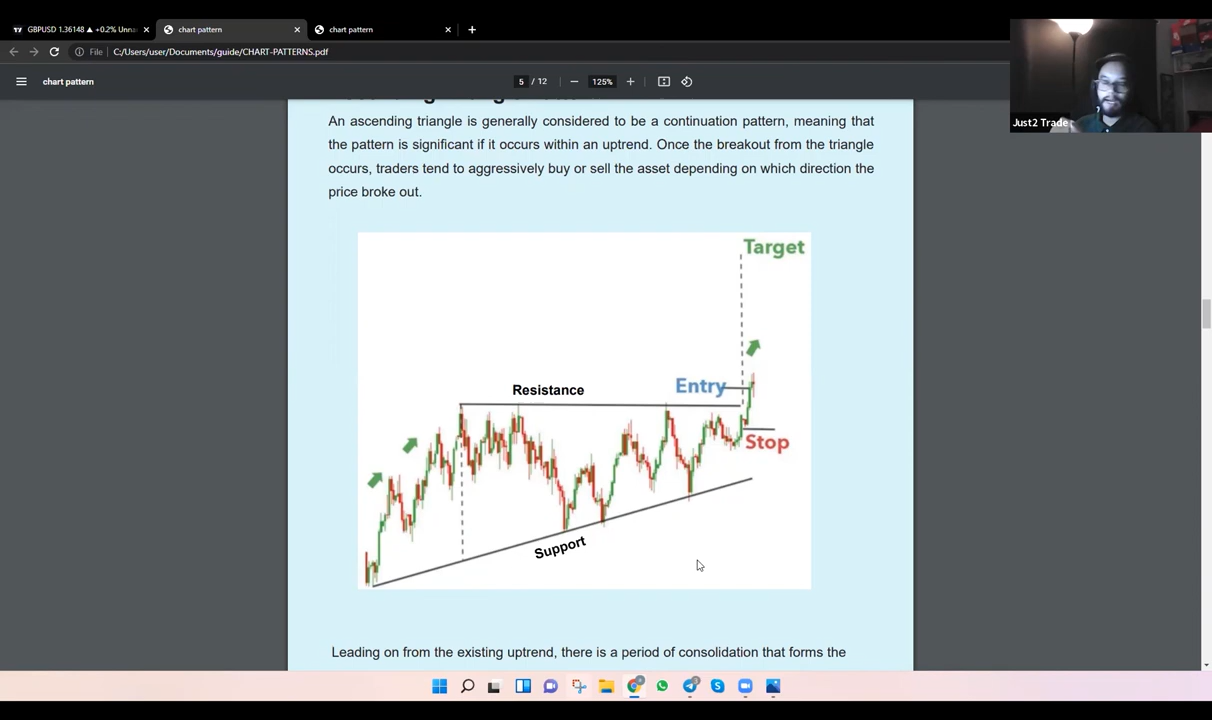 GBPUSD 1.36148 ▲ +0.2% Unna
chart pattern
chart pattern
File
C:/Users/user/Documents/guide/CHART-PATTERNS.pdf
chart pattern
5 / 12
125%
Just2 Trade
An ascending triangle is generally considered to be a continuation pattern, meaning that
the pattern is significant if it occurs within an uptrend. Once the breakout from the triangle
occurs, traders tend to aggressively buy or sell the asset depending on which direction the
price broke out.
Target
Entry
Resistance
Stop
Support
Leading on from the existing uptrend, there is a period of consolidation that forms the